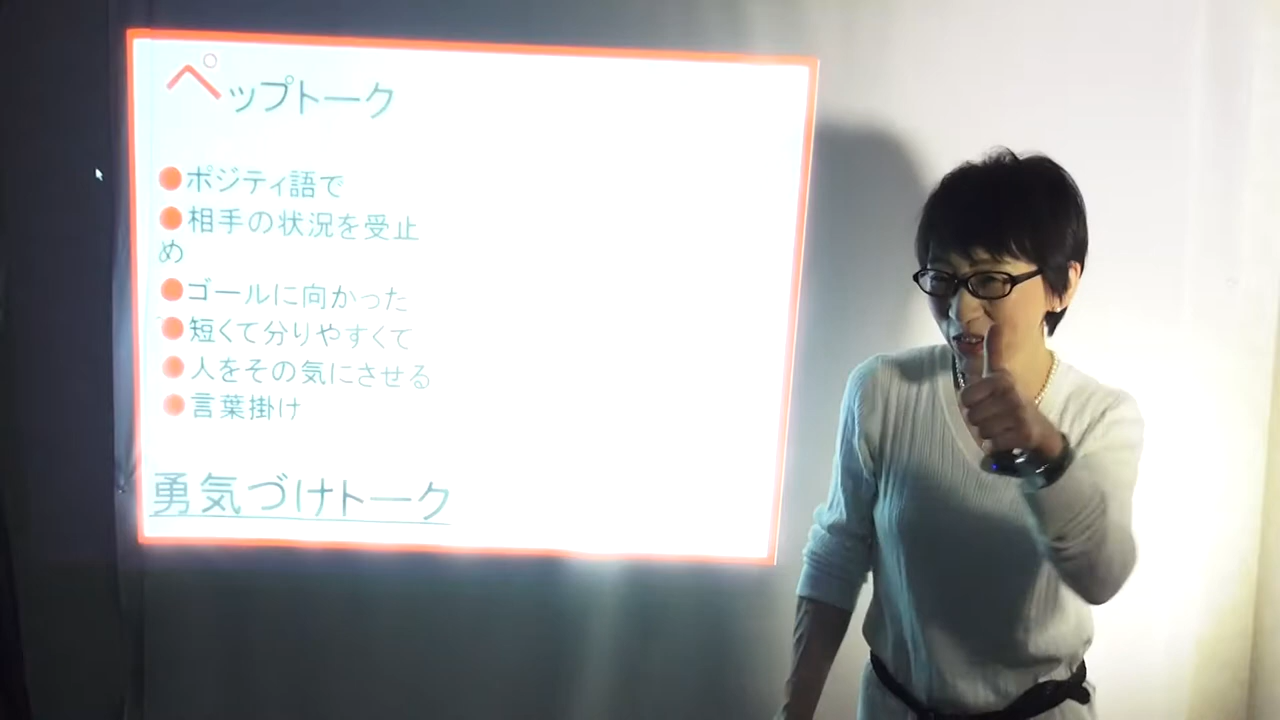 ペップトーク
●ポジティ語で
●相手の状況を受止
め
●ゴールに向かった
●短くて分りやすくて
●人をその気にさせる
●言葉掛け
勇気づけトーク